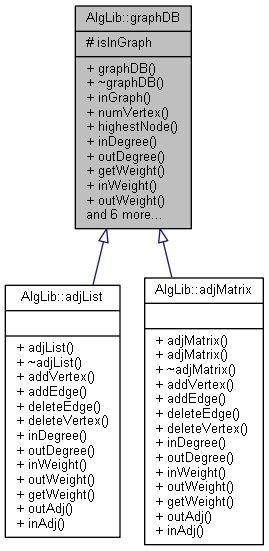 AlgLib::graphDB
# isInGraph
+ graphDB()
+ ~graphDB()
+ inGraph()
+ numVertex()
+ highestNode()
+ inDegree()
+ outDegree()
+ getWeight()
+ inWeight()
+ outWeight()
and 6 more...
AlgLib::adjList
+ adjList()
+ ~adjList()
+ addVertex()
+ addEdge()
+ deleteEdge()
+ deleteVertex()
+ inDegree()
+ outDegree()
+ inWeight()
+ outWeight()
+ getWeight()
+ outAdj()
+ inAdj()
AlgLib::adjMatrix
+ adjMatrix()
+ adjMatrix()
+ ~adjMatrix()
+ addVertex()
+ addEdge()
+ deleteEdge()
+ deleteVertex()
+ inDegree()
+ outDegree()
+ inWeight()
+ outWeight()
+ getWeight()
+ outAdj()
+ inAdj()